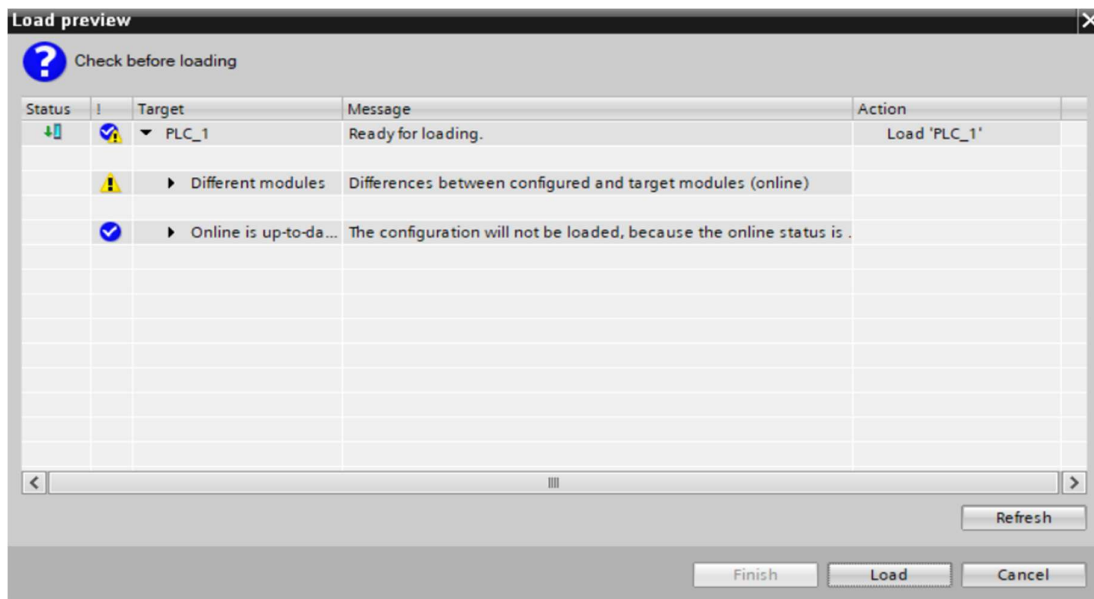 Load preview
Check before loading
Status ! Target Message Action
PLC_1 Ready for loading. Load 'PLC_1'
Different modules Differences between configured and target modules (online)
Online is up-to-da... The configuration will not be loaded, because the online status is .
Refresh
Finish Load Cancel